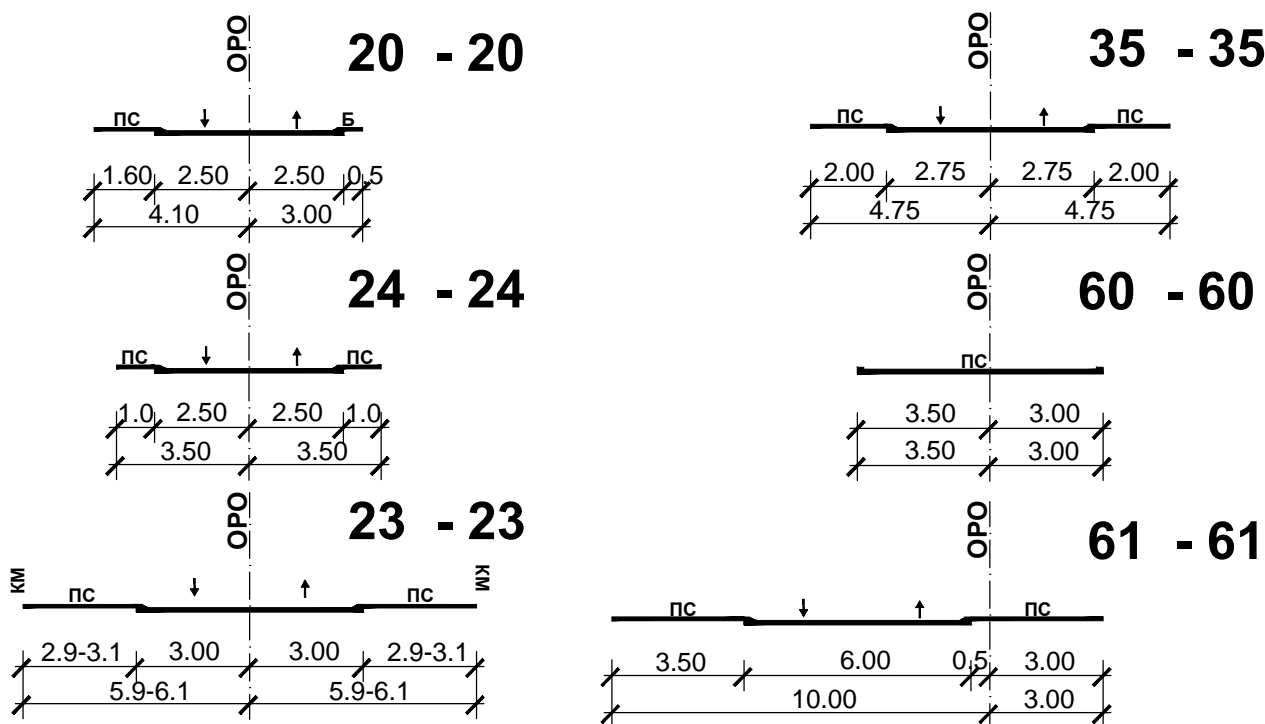 ОРО
20 - 20
ПС Б
1.60 2.50 2.50 0,5
4.10 3.00
ОРО
24 - 24
ПС ПС
1.0 2.50 2.50 1.0
3.50 3.50
ОРО
23 - 23
КМ КМ
ПС ПС
2.9-3.1 3.00 3.00 2.9-3.1
5.9-6.1 5.9-6.1
ОРО
35 - 35
ПС ПС
2.00 2.75 2.75 2.00
4.75 4.75
ОРО
60 - 60
ПС
3.50 3.00
3.50 3.00
ОРО
61 - 61
ПС ПС
3.50 6.00 0,5 3.00
10.00 3.00